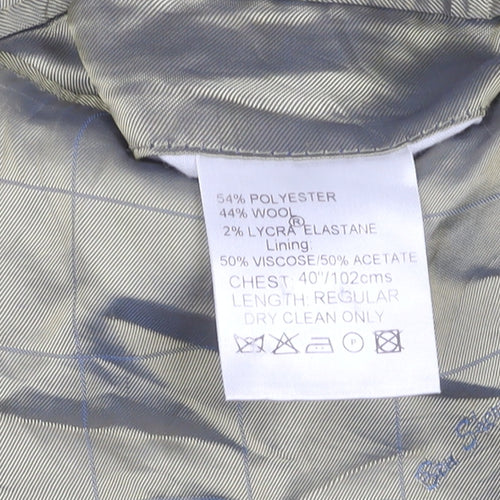 54% POLYESTER
44% WOOL
2% LYCRA® ELASTANE
Lining:
50% VISCOSE/50% ACETATE
CHEST: 40"/102cms
LENGTH: REGULAR
DRY CLEAN ONLY
P